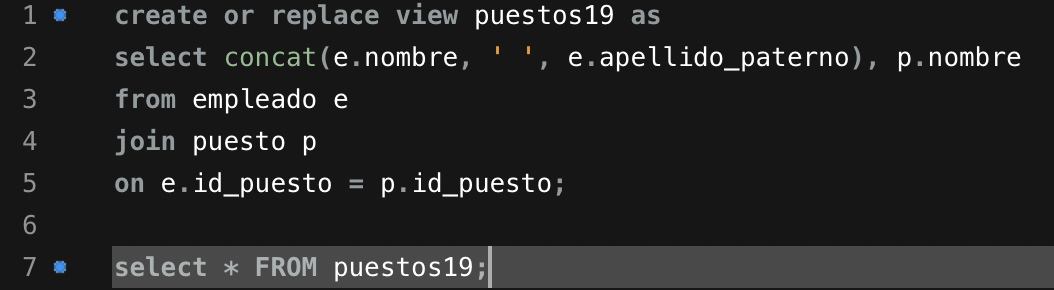 1 create or replace view puestos19 as
2 select concat(e.nombre, ' ', e.apellido_paterno), p.nombre
3 from empleado e
4 join puesto p
5 on e.id_puesto = p.id_puesto;
6
7 select * FROM puestos19;